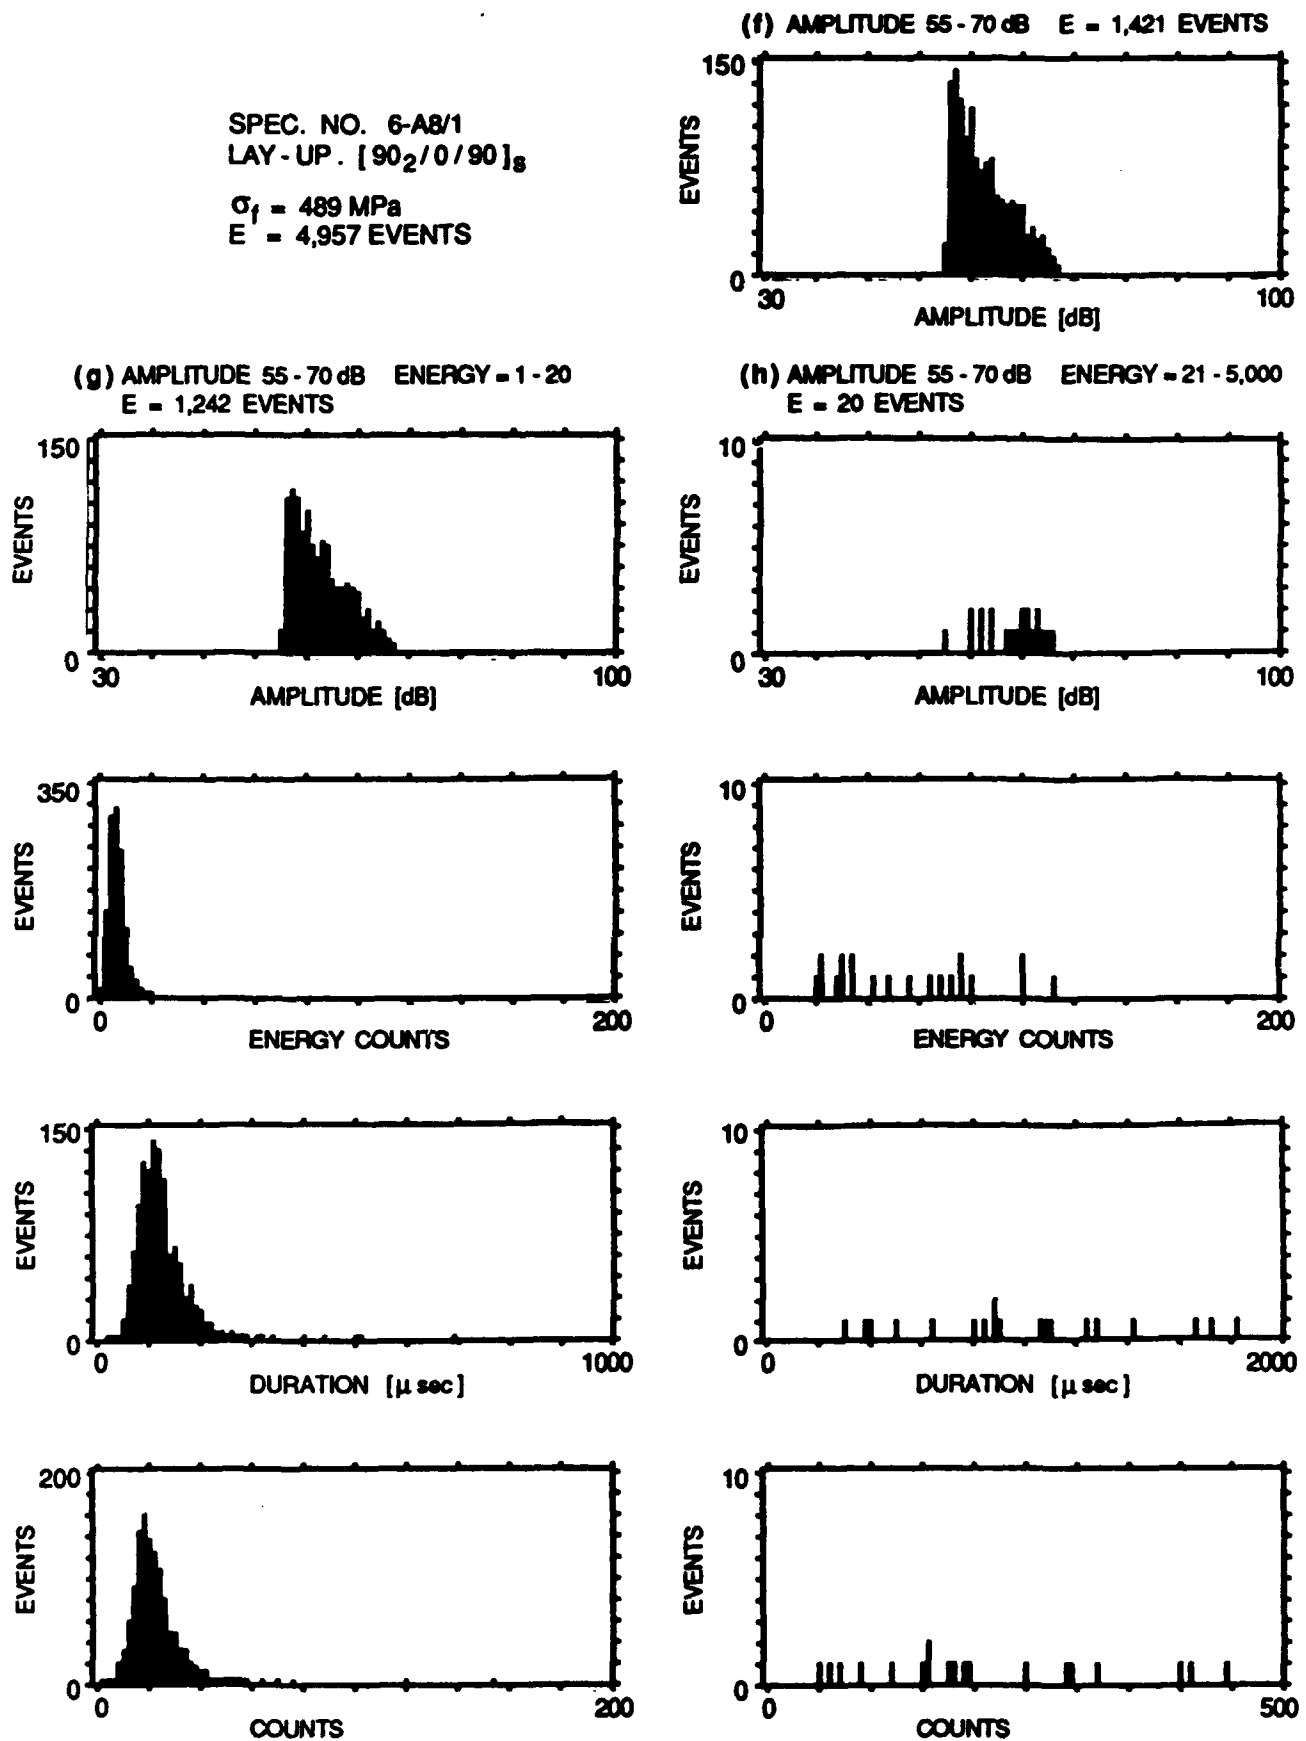 (f) AMPLITUDE 55 - 70 dB E = 1,421 EVENTS
SPEC. NO. 6-A8/1
LAY-UP. [90₂/0/90]s
σf = 489 MPa
E = 4,957 EVENTS
150
EVENTS
0
30
100
AMPLITUDE [dB]
(g) AMPLITUDE 55 - 70 dB ENERGY = 1 - 20
E = 1,242 EVENTS
150
EVENTS
0
30
100
AMPLITUDE [dB]
350
EVENTS
0
0
200
ENERGY COUNTS
150
EVENTS
0
0
1000
DURATION [μ sec]
200
EVENTS
0
0
200
COUNTS
(h) AMPLITUDE 55 - 70 dB ENERGY = 21 - 5,000
E = 20 EVENTS
10
EVENTS
0
30
100
AMPLITUDE [dB]
10
EVENTS
0
0
200
ENERGY COUNTS
10
EVENTS
0
0
2000
DURATION [μ sec]
10
EVENTS
0
0
500
COUNTS